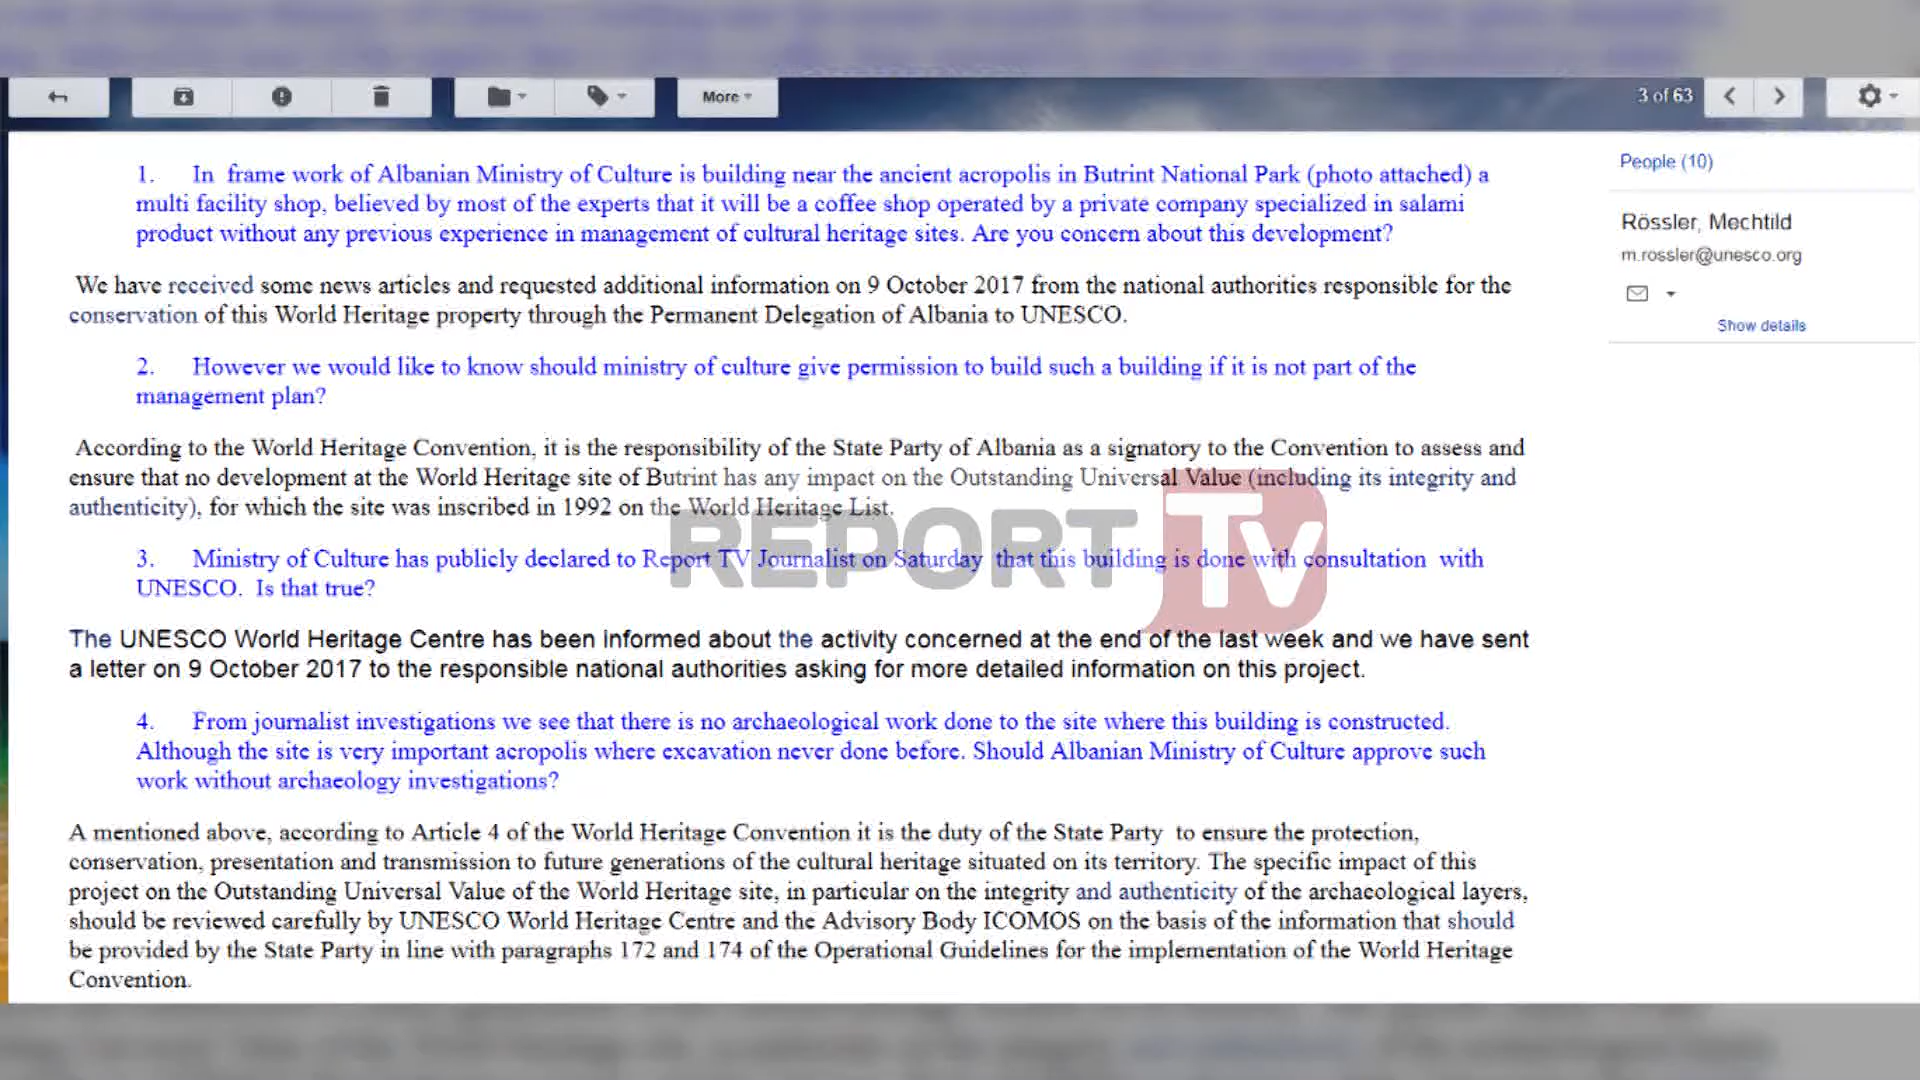 More
3 of 63
People (10)
Rössler, Mechtild
m.rossler@unesco.org
Show details
1. In frame work of Albanian Ministry of Culture is building near the ancient acropolis in Butrint National Park (photo attached) a
multi facility shop, believed by most of the experts that it will be a coffee shop operated by a private company specialized in salami
product without any previous experience in management of cultural heritage sites. Are you concern about this development?
We have received some news articles and requested additional information on 9 October 2017 from the national authorities responsible for the
conservation of this World Heritage property through the Permanent Delegation of Albania to UNESCO.
2. However we would like to know should ministry of culture give permission to build such a building if it is not part of the
management plan?
According to the World Heritage Convention, it is the responsibility of the State Party of Albania as a signatory to the Convention to assess and
ensure that no development at the World Heritage site of Butrint has any impact on the Outstanding Universal Value (including its integrity and
authenticity), for which the site was inscribed in 1992 on the World Heritage List.
REPORT TV
3. Ministry of Culture has publicly declared to Report TV Journalist on Saturday that this building is done with consultation with
UNESCO. Is that true?
The UNESCO World Heritage Centre has been informed about the activity concerned at the end of the last week and we have sent
a letter on 9 October 2017 to the responsible national authorities asking for more detailed information on this project.
4. From journalist investigations we see that there is no archaeological work done to the site where this building is constructed.
Although the site is very important acropolis where excavation never done before. Should Albanian Ministry of Culture approve such
work without archaeology investigations?
A mentioned above, according to Article 4 of the World Heritage Convention it is the duty of the State Party to ensure the protection,
conservation, presentation and transmission to future generations of the cultural heritage situated on its territory. The specific impact of this
project on the Outstanding Universal Value of the World Heritage site, in particular on the integrity and authenticity of the archaeological layers,
should be reviewed carefully by UNESCO World Heritage Centre and the Advisory Body ICOMOS on the basis of the information that should
be provided by the State Party in line with paragraphs 172 and 174 of the Operational Guidelines for the implementation of the World Heritage
Convention.